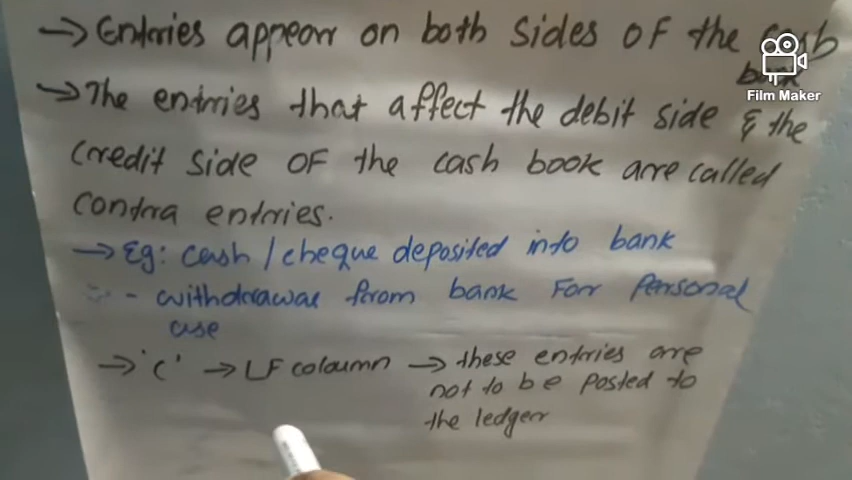 → Entries appear on both sides of the cash
book
Film Maker
→ The entries that affect the debit side & the
credit side of the cash book are called
contra entries.
→ Eg: cash / cheque deposited into bank
- withdrawal from bank for personal
use
→ 'C' → LF coloumn → these entries are
not to be posted to
the ledger